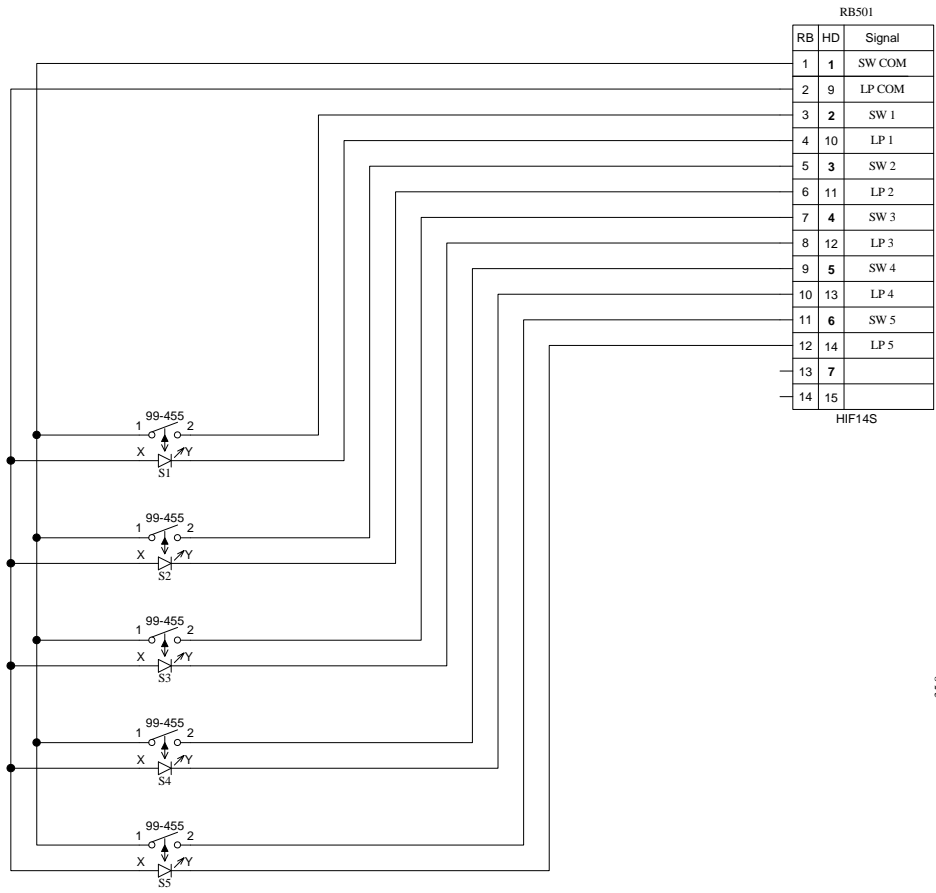 RB501
RB HD Signal
1 1 SW COM
2 9 LP COM
3 2 SW 1
4 10 LP 1
5 3 SW 2
6 11 LP 2
7 4 SW 3
8 12 LP 3
9 5 SW 4
10 13 LP 4
11 6 SW 5
12 14 LP 5
13 7
14 15
HIF14S
99-455
1 2
X Y
S1
99-455
1 2
X Y
S2
99-455
1 2
X Y
S3
99-455
1 2
X Y
S4
99-455
1 2
X Y
S5